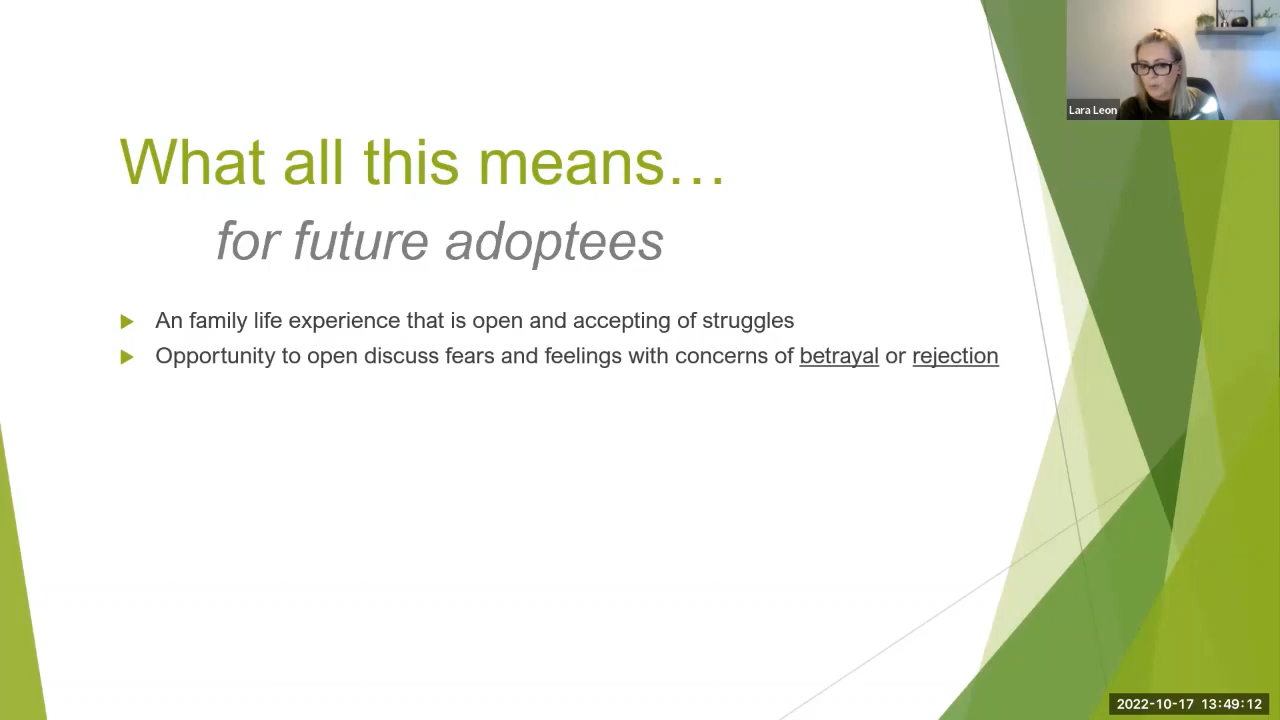 Lara Leon
What all this means…
for future adoptees
An family life experience that is open and accepting of struggles
Opportunity to open discuss fears and feelings with concerns of betrayal or rejection
2022-10-17 13:49:12